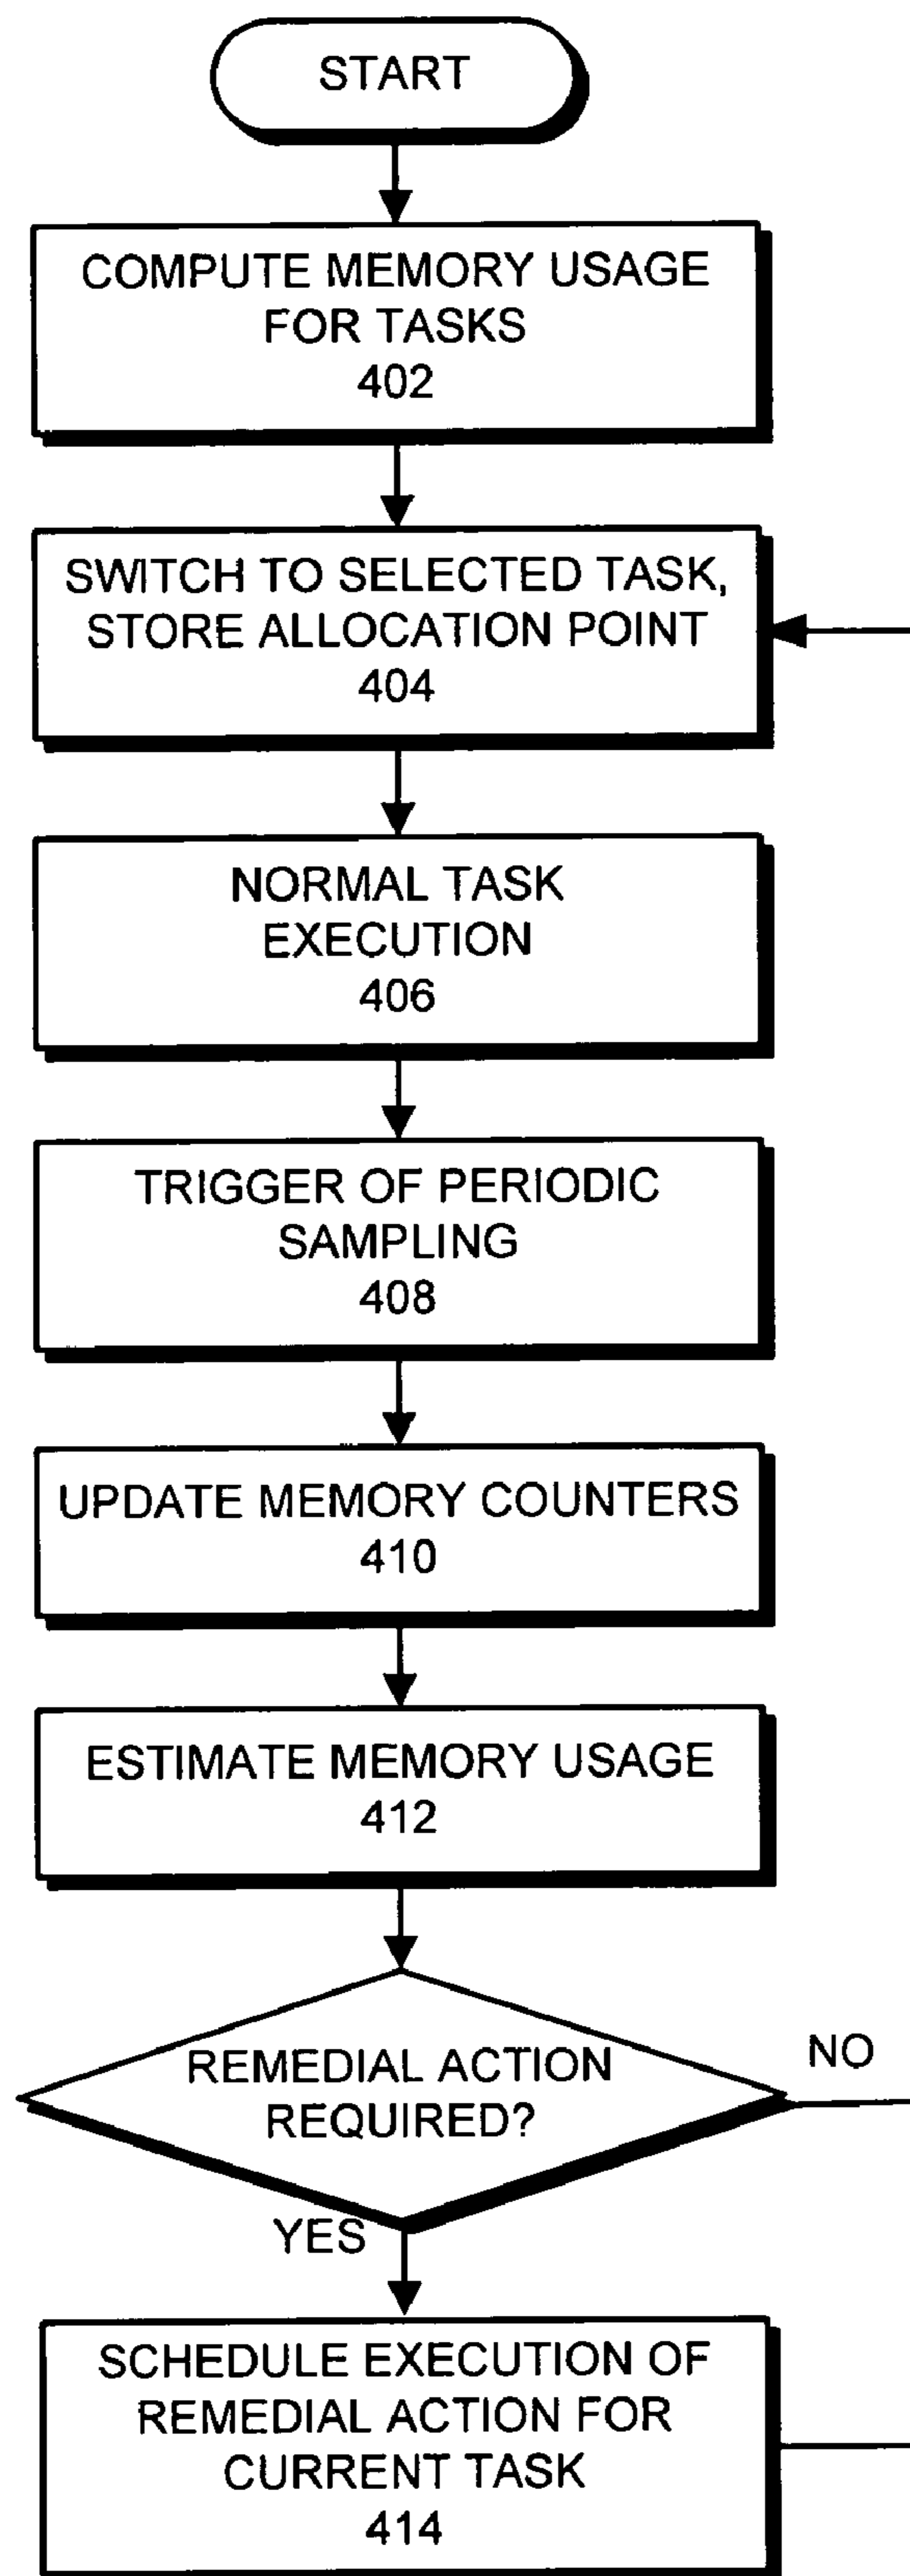 START
COMPUTE MEMORY USAGE
FOR TASKS
402
SWITCH TO SELECTED TASK,
STORE ALLOCATION POINT
404
NORMAL TASK
EXECUTION
406
TRIGGER OF PERIODIC
SAMPLING
408
UPDATE MEMORY COUNTERS
410
ESTIMATE MEMORY USAGE
412
REMEDIAL ACTION
REQUIRED?
NO
YES
SCHEDULE EXECUTION OF
REMEDIAL ACTION FOR
CURRENT TASK
414